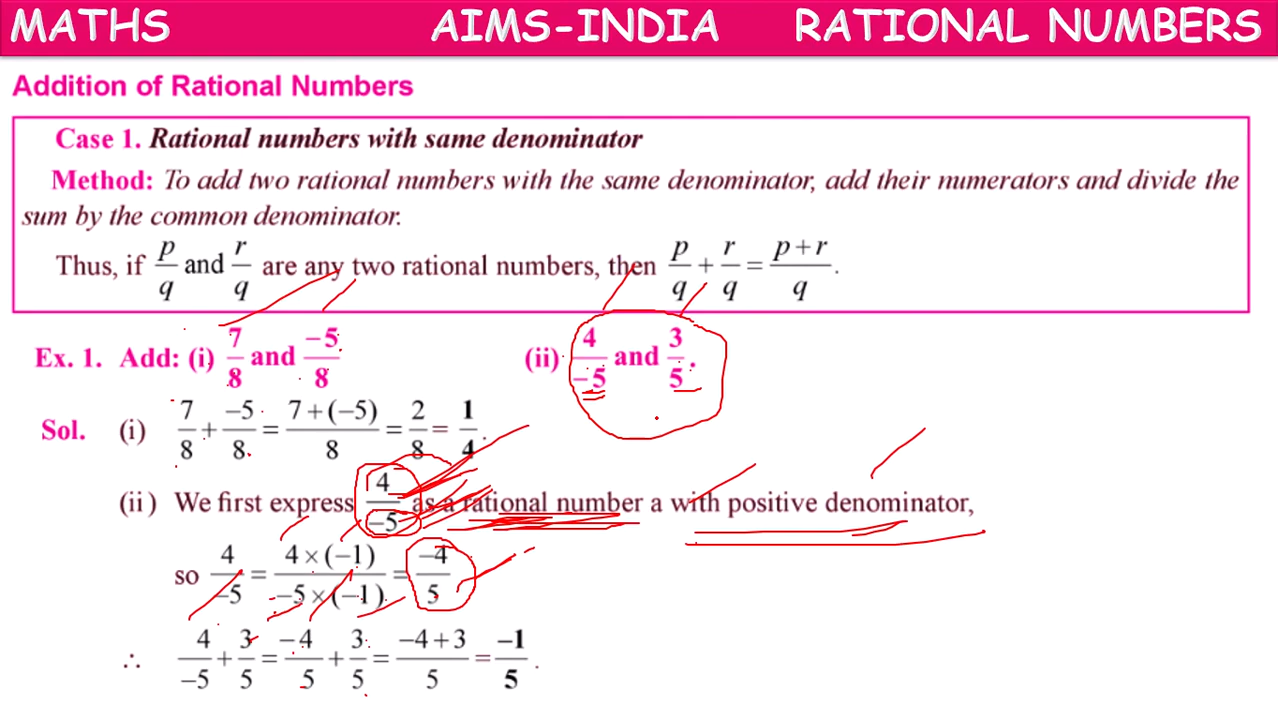 MATHS AIMS-INDIA RATIONAL NUMBERS
Addition of Rational Numbers
Case 1. Rational numbers with same denominator
Method: To add two rational numbers with the same denominator, add their numerators and divide the
sum by the common denominator.
Thus, if p/q and r/q are any two rational numbers, then p/q + r/q = p+r/q.
Ex. 1. Add: (i) 7/8 and −5/8 (ii) 4/−5 and 3/5.
Sol. (i) 7/8 + −5/8 = 7+(−5)/8 = 2/8 = 1/4.
(ii) We first express 4/−5 as a rational number a with positive denominator,
so 4/−5 = 4×(−1)/−5×(−1) = −4/5
∴ 4/−5 + 3/5 = −4/5 + 3/5 = −4+3/5 = −1/5.